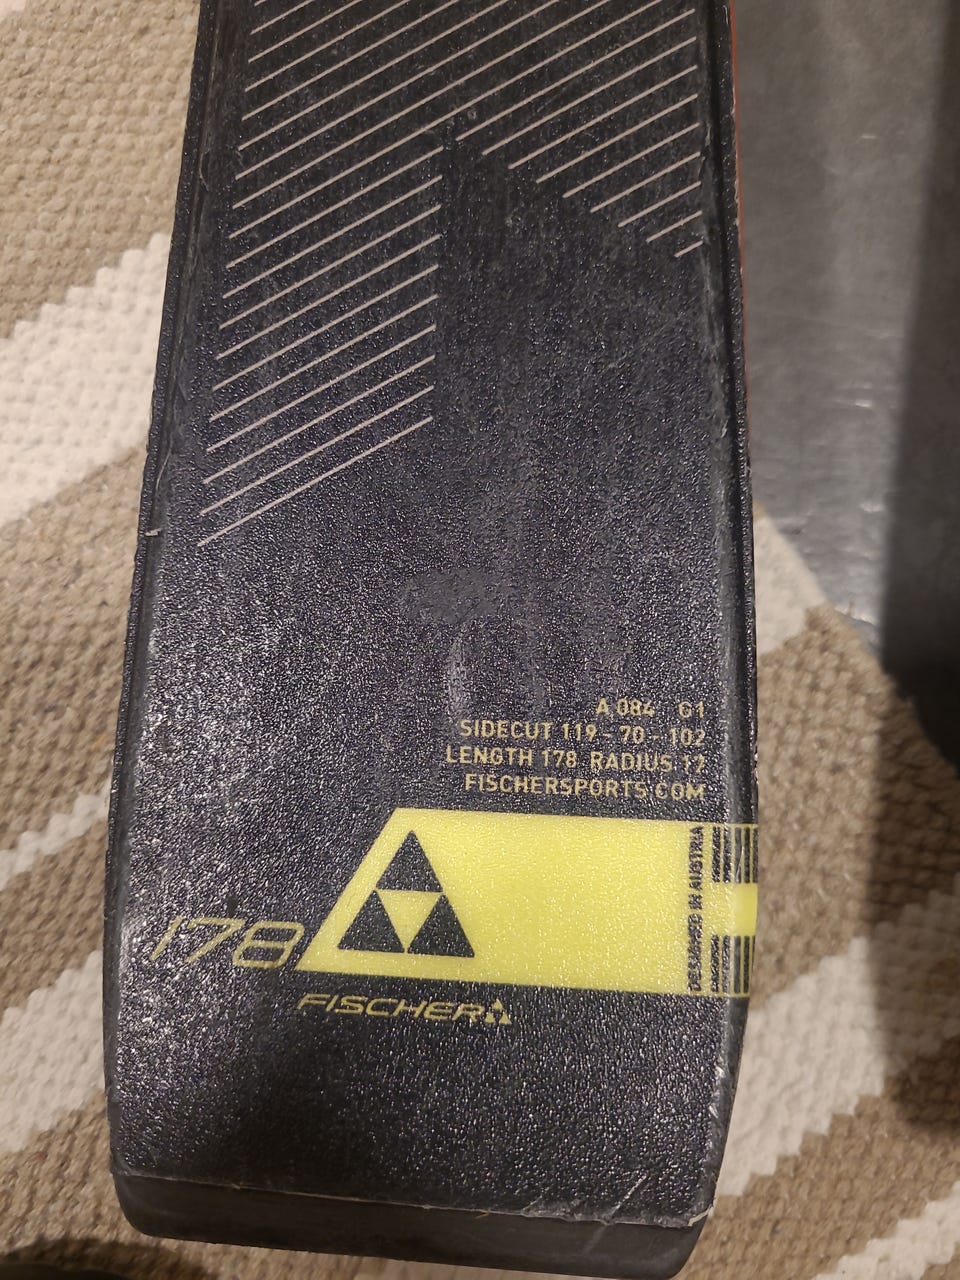 A 084 G1
SIDECUT 119 - 70 - 102
LENGTH 178 RADIUS 17
FISCHERSPORTS.COM
DESIGNED IN AUSTRIA
178
FISCHER